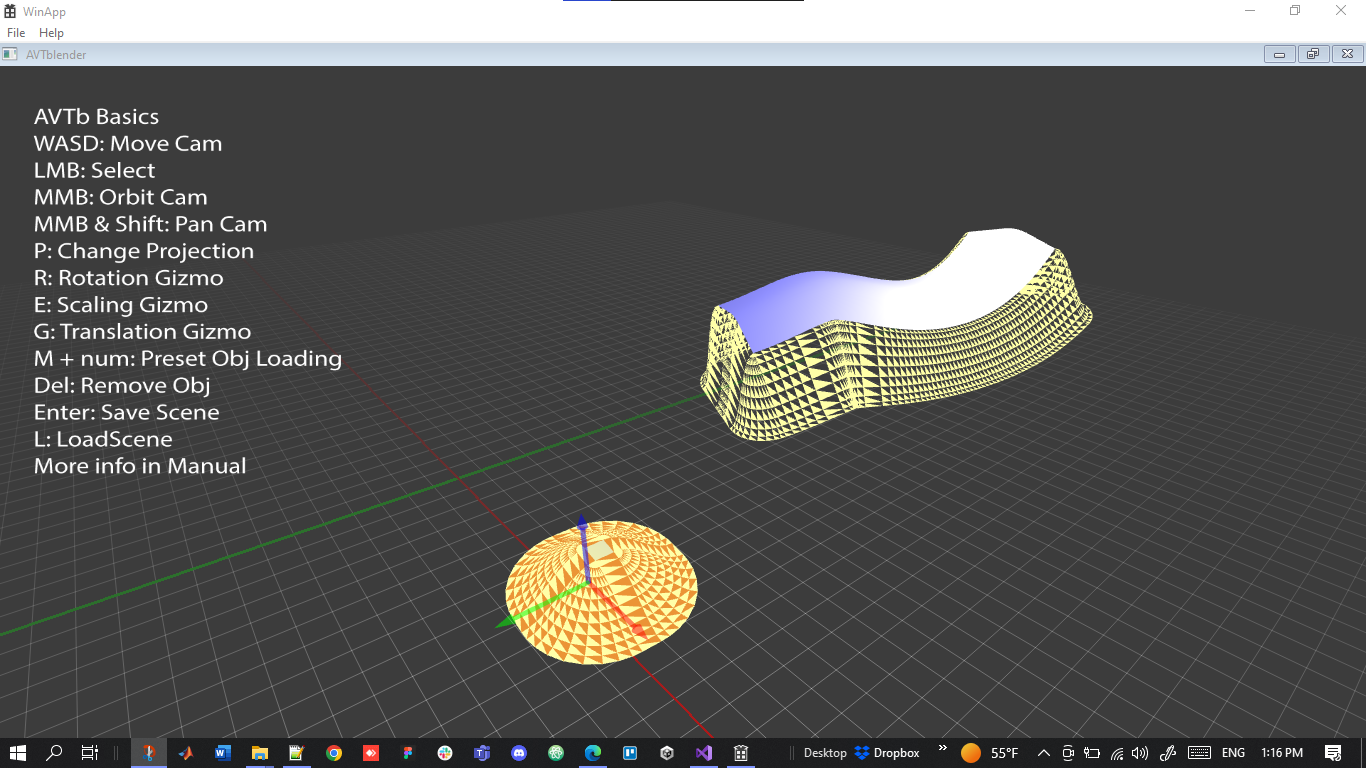 WinApp
File Help
AVTblender
AVTb Basics
WASD: Move Cam
LMB: Select
MMB: Orbit Cam
MMB & Shift: Pan Cam
P: Change Projection
R: Rotation Gizmo
E: Scaling Gizmo
G: Translation Gizmo
M + num: Preset Obj Loading
Del: Remove Obj
Enter: Save Scene
L: LoadScene
More info in Manual
Desktop Dropbox 55°F ENG 1:16 PM